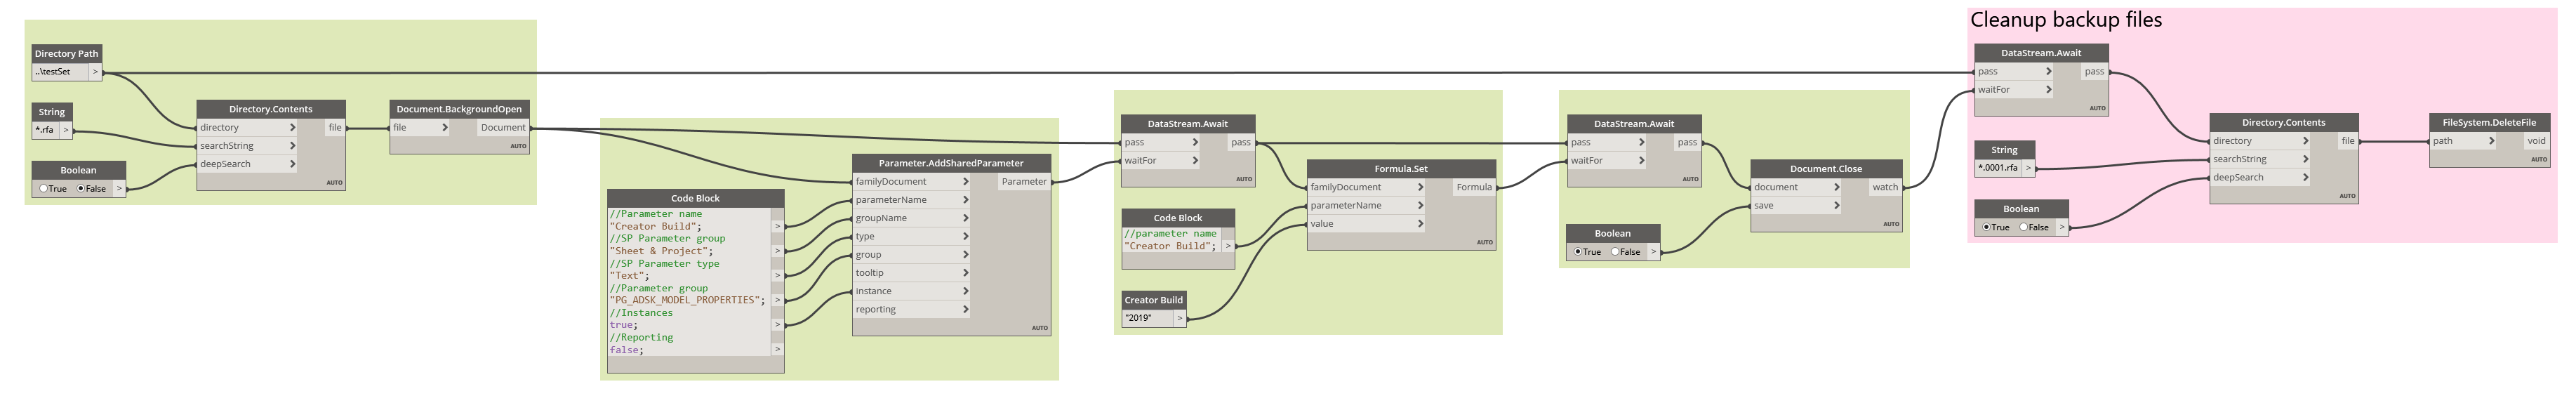 Directory Path
..\testSet >
String
*.rfa >
Boolean
True False >
Directory.Contents
directory > file
searchString >
deepSearch >
AUTO
Document.BackgroundOpen
file > Document
AUTO
Code Block
//Parameter name
"Creator Build"; >
//SP Parameter group
"Sheet & Project"; >
//SP Parameter type
"Text"; >
//Parameter group
"PG_ADSK_MODEL_PROPERTIES"; >
//Instances
true; >
//Reporting
false; >
Parameter.AddSharedParameter
familyDocument > Parameter
parameterName >
groupName >
type >
group >
tooltip >
instance >
reporting >
AUTO
DataStream.Await
pass > pass
waitFor >
AUTO
Code Block
//parameter name
"Creator Build"; >
Creator Build
"2019" >
Formula.Set
familyDocument > Formula
parameterName >
value >
AUTO
DataStream.Await
pass > pass
waitFor >
AUTO
Boolean
True False >
Document.Close
document > watch
save >
AUTO
Cleanup backup files
DataStream.Await
pass > pass
waitFor >
AUTO
String
*.0001.rfa >
Boolean
True False >
Directory.Contents
directory > file
searchString >
deepSearch >
AUTO
FileSystem.DeleteFile
path > void
AUTO